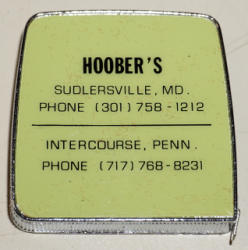 HOOBER'S
SUDLERSVILLE, MD.
PHONE (301) 758-1212
INTERCOURSE, PENN.
PHONE (717) 768-8231